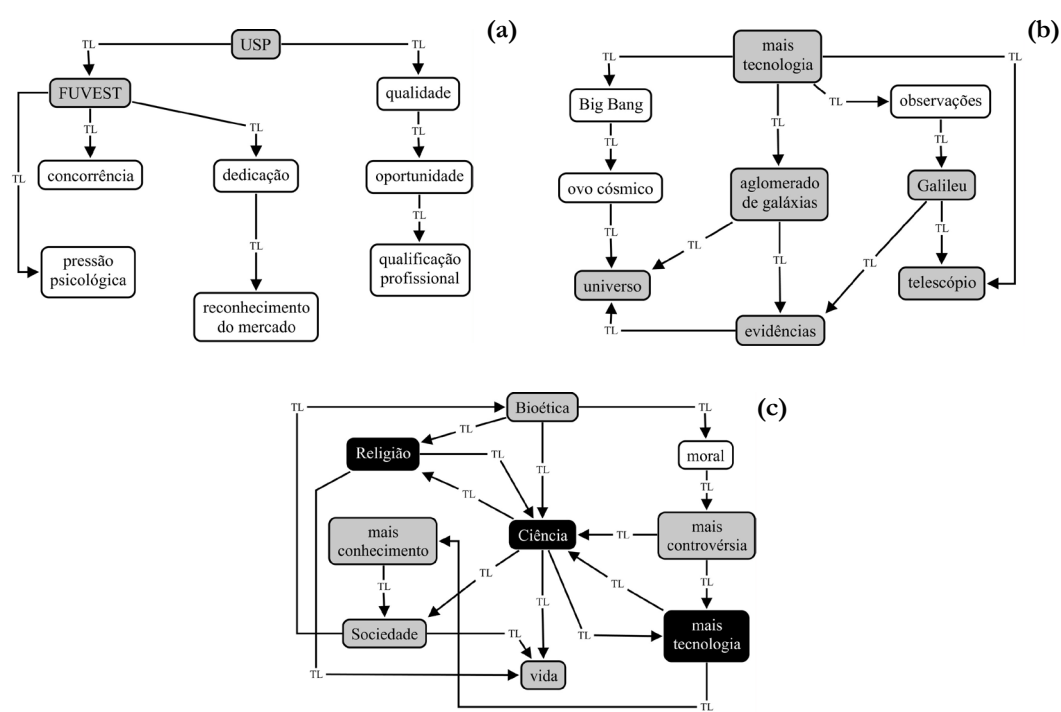 (a)
TL
USP
TL
FUVEST
qualidade
TL
TL
TL
TL
concorrência
dedicação
oportunidade
TL
TL
pressão
psicológica
qualificação
profissional
reconhecimento
do mercado
(b)
TL
mais
tecnologia
TL
Big Bang
TL
observações
TL
TL
TL
ovo cósmico
aglomerado
de galáxias
Galileu
TL
TL
TL
TL
TL
universo
telescópio
TL
evidências
(c)
TL
Bioética
TL
TL
Religião
TL
TL
moral
TL
TL
mais
conhecimento
Ciência
TL
mais
controvérsia
TL
TL
TL
TL
TL
Sociedade
TL
TL
TL
mais
tecnologia
TL
vida
TL